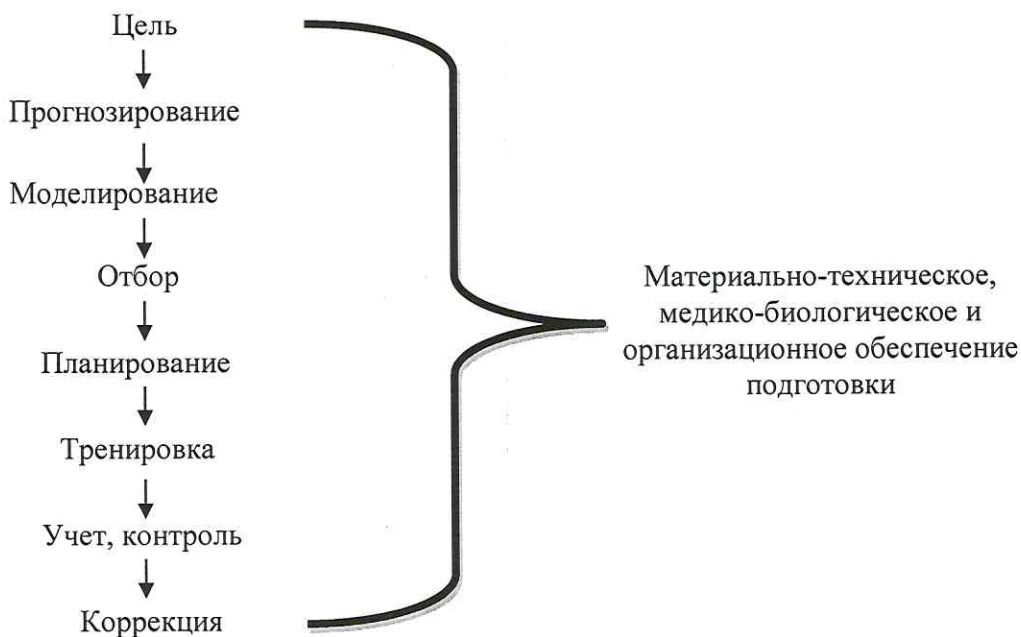 Цель
Прогнозирование
Моделирование
Отбор
Планирование
Тренировка
Учет, контроль
Коррекция
Материально-техническое,
медико-биологическое и
организационное обеспечение
подготовки